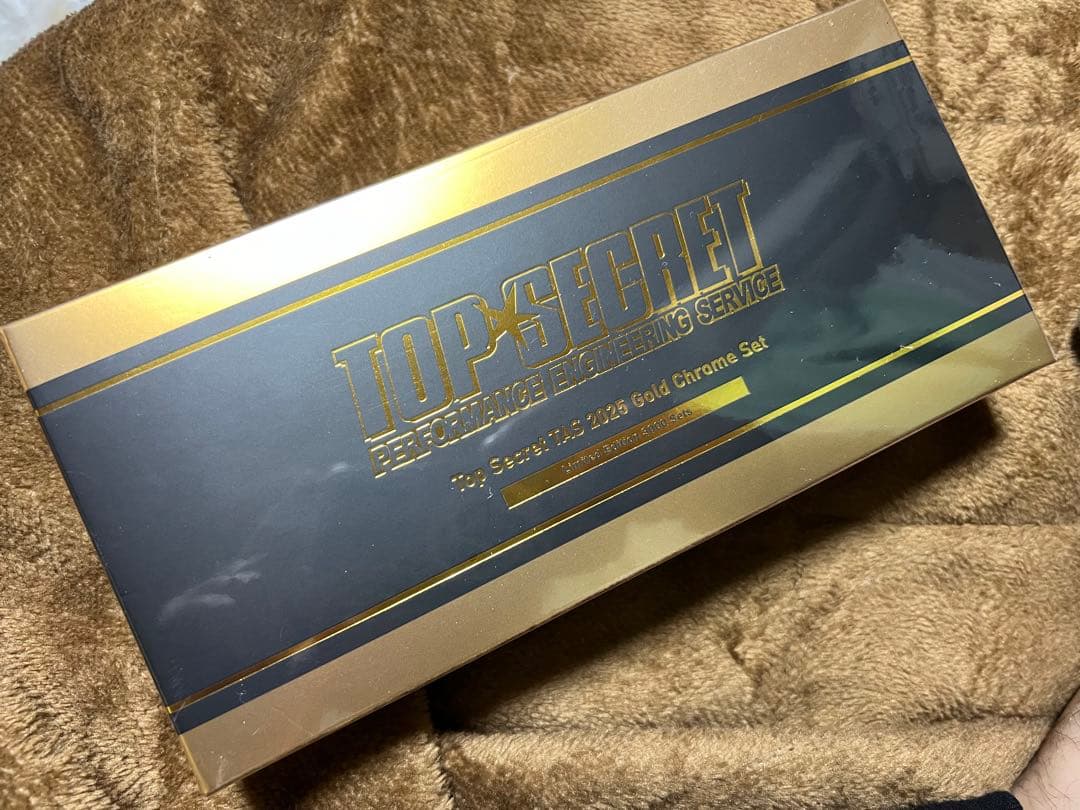 TOP SECRET
PERFORMANCE ENGINEERING SERVICE
Top Secret TAS 2025 Gold Chrome Set
Limited Edition Sets